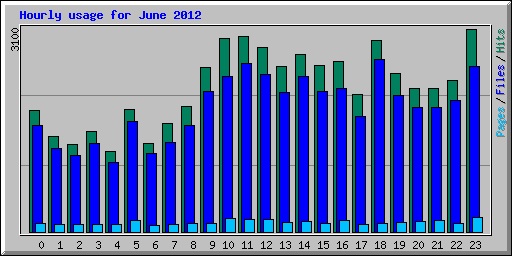 Hourly usage for June 2012
3100
Pages / Files / Hits
0 1 2 3 4 5 6 7 8 9 10 11 12 13 14 15 16 17 18 19 20 21 22 23